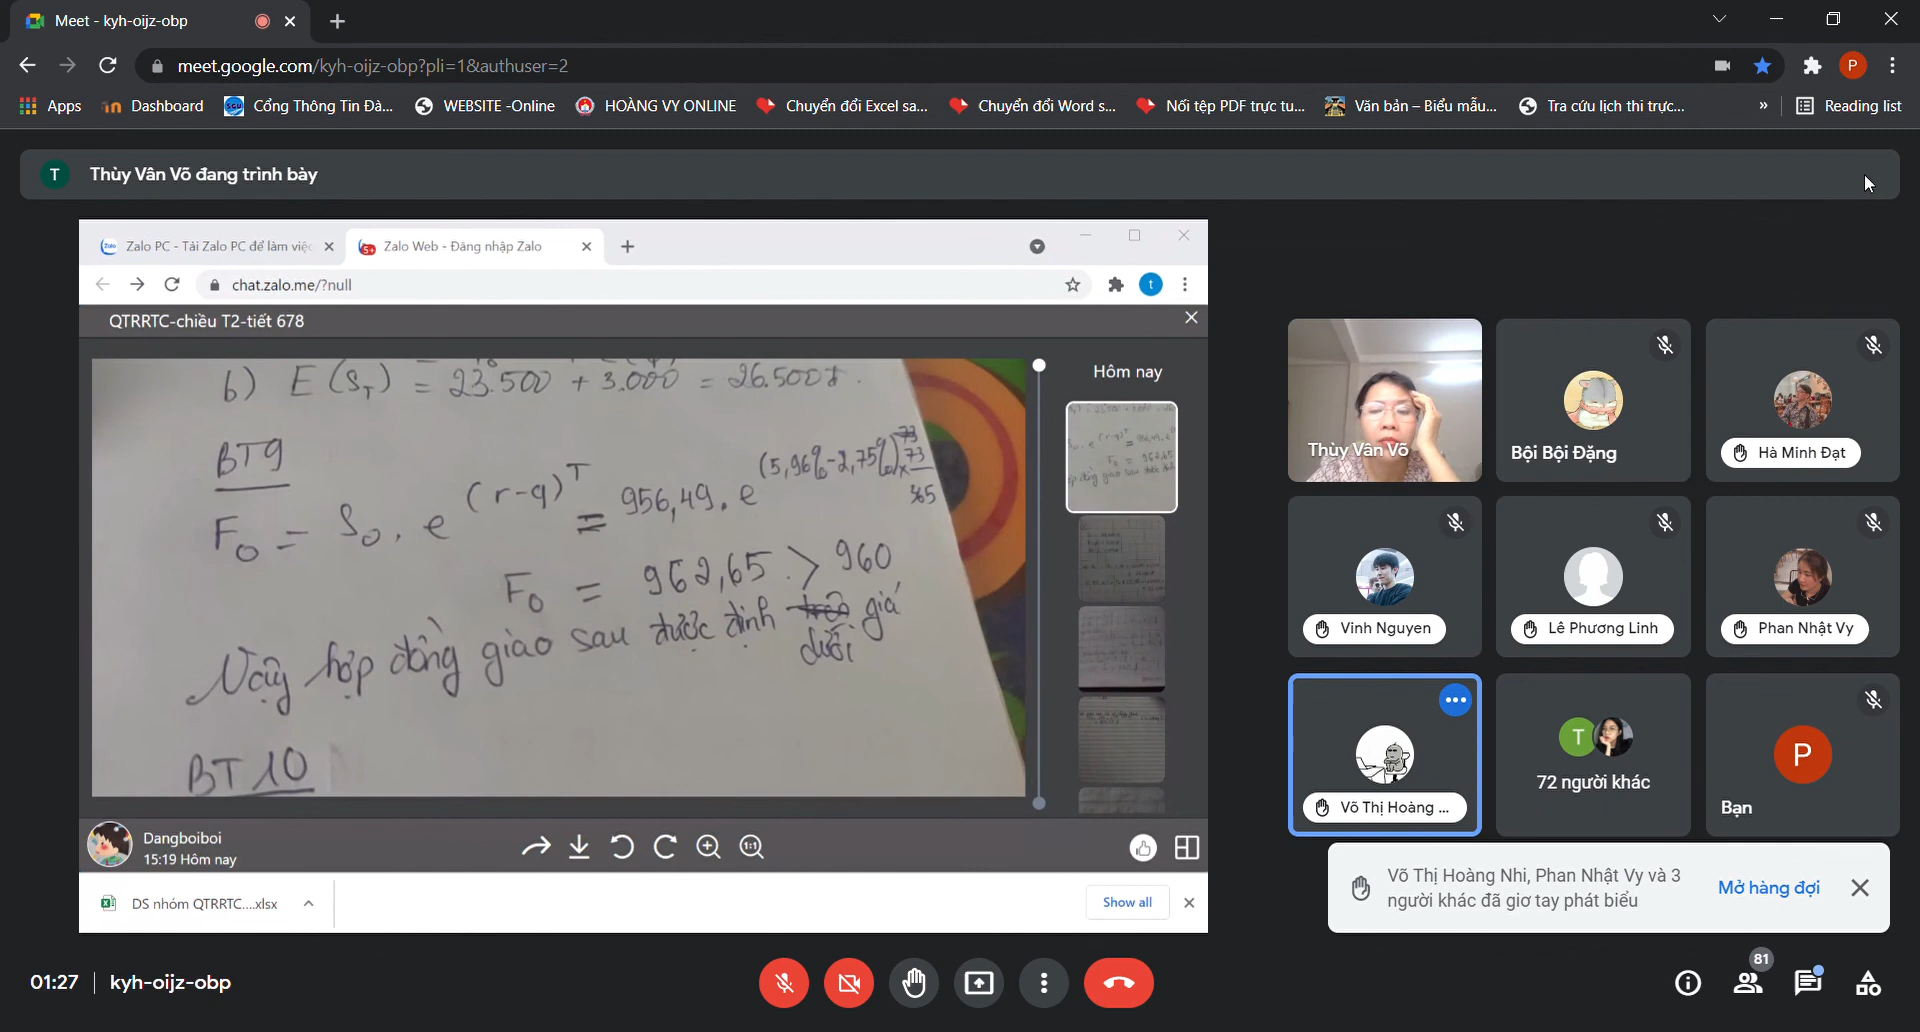 Meet - kyh-oijz-obp
meet.google.com/kyh-oijz-obp?pli=1&authuser=2
P
Apps
Dashboard
Cổng Thông Tin Đà...
WEBSITE -Online
HOÀNG VY ONLINE
Chuyển đổi Excel sa...
Chuyển đổi Word s...
Nối tệp PDF trực tu...
Văn bản – Biểu mẫu...
Tra cứu lịch thi trực...
»
Reading list
T
Thùy Vân Võ đang trình bày
Zalo PC - Tải Zalo PC để làm việc
Zalo Web - Đăng nhập Zalo
chat.zalo.me/?null
t
QTRRTC-chiều T2-tiết 678
b) E(S_T) = 23.500 + 3.000 = 26.500đ.
BT9
F₀ = S₀ . e^(r-q)T = 956,49 . e^(5,96%-2,75%)×73/365
F₀ = 962,65 > 960
Vậy hợp đồng giao sau được định dưới giá
BT10
Hôm nay
Dangboiboi
15:19 Hôm nay
1:1
DS nhóm QTRRTC....xlsx
Show all
Thùy Vân Võ
Bội Bội Đặng
Hà Minh Đạt
Vinh Nguyen
Lê Phương Linh
Phan Nhật Vy
Võ Thị Hoàng ...
T
72 người khác
P
Bạn
Võ Thị Hoàng Nhi, Phan Nhật Vy và 3
người khác đã giơ tay phát biểu
Mở hàng đợi
01:27
kyh-oijz-obp
81